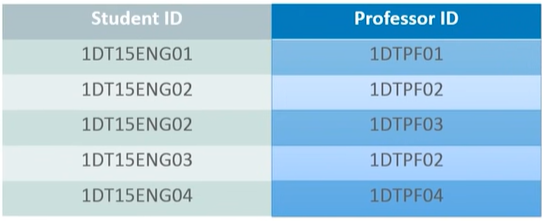 Student ID Professor ID
1DT15ENG01 1DTPF01
1DT15ENG02 1DTPF02
1DT15ENG02 1DTPF03
1DT15ENG03 1DTPF02
1DT15ENG04 1DTPF04